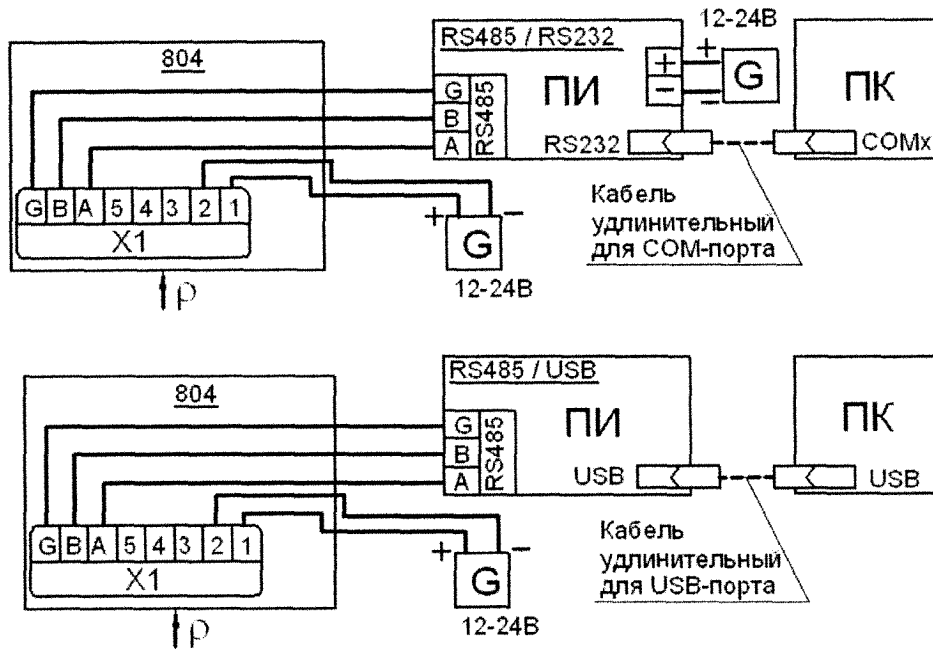 12-24В
804
RS485 / RS232
+
+
G
ПИ
ПК
−
−
G
B
A
RS485
RS232
COMx
G B A 5 4 3 2 1
X1
+
−
G
12-24В
Кабель
удлинительный
для COM-порта
ρ
804
RS485 / USB
G
B
A
RS485
ПИ
ПК
USB
USB
G B A 5 4 3 2 1
X1
+
−
G
12-24В
Кабель
удлинительный
для USB-порта
ρ